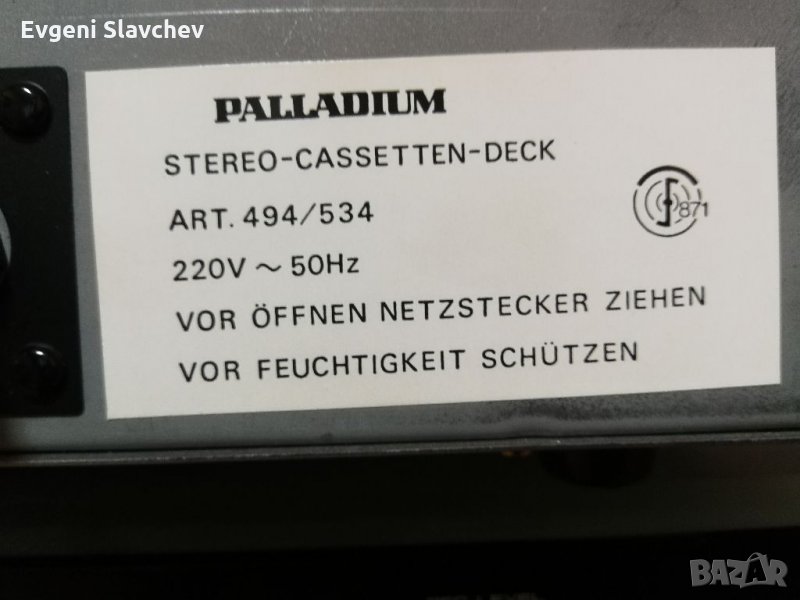 Evgeni Slavchev
PALLADIUM
STEREO-CASSETTEN-DECK
ART. 494/534
871
220V ~ 50Hz
VOR ÖFFNEN NETZSTECKER ZIEHEN
VOR FEUCHTIGKEIT SCHÜTZEN
BAZAR